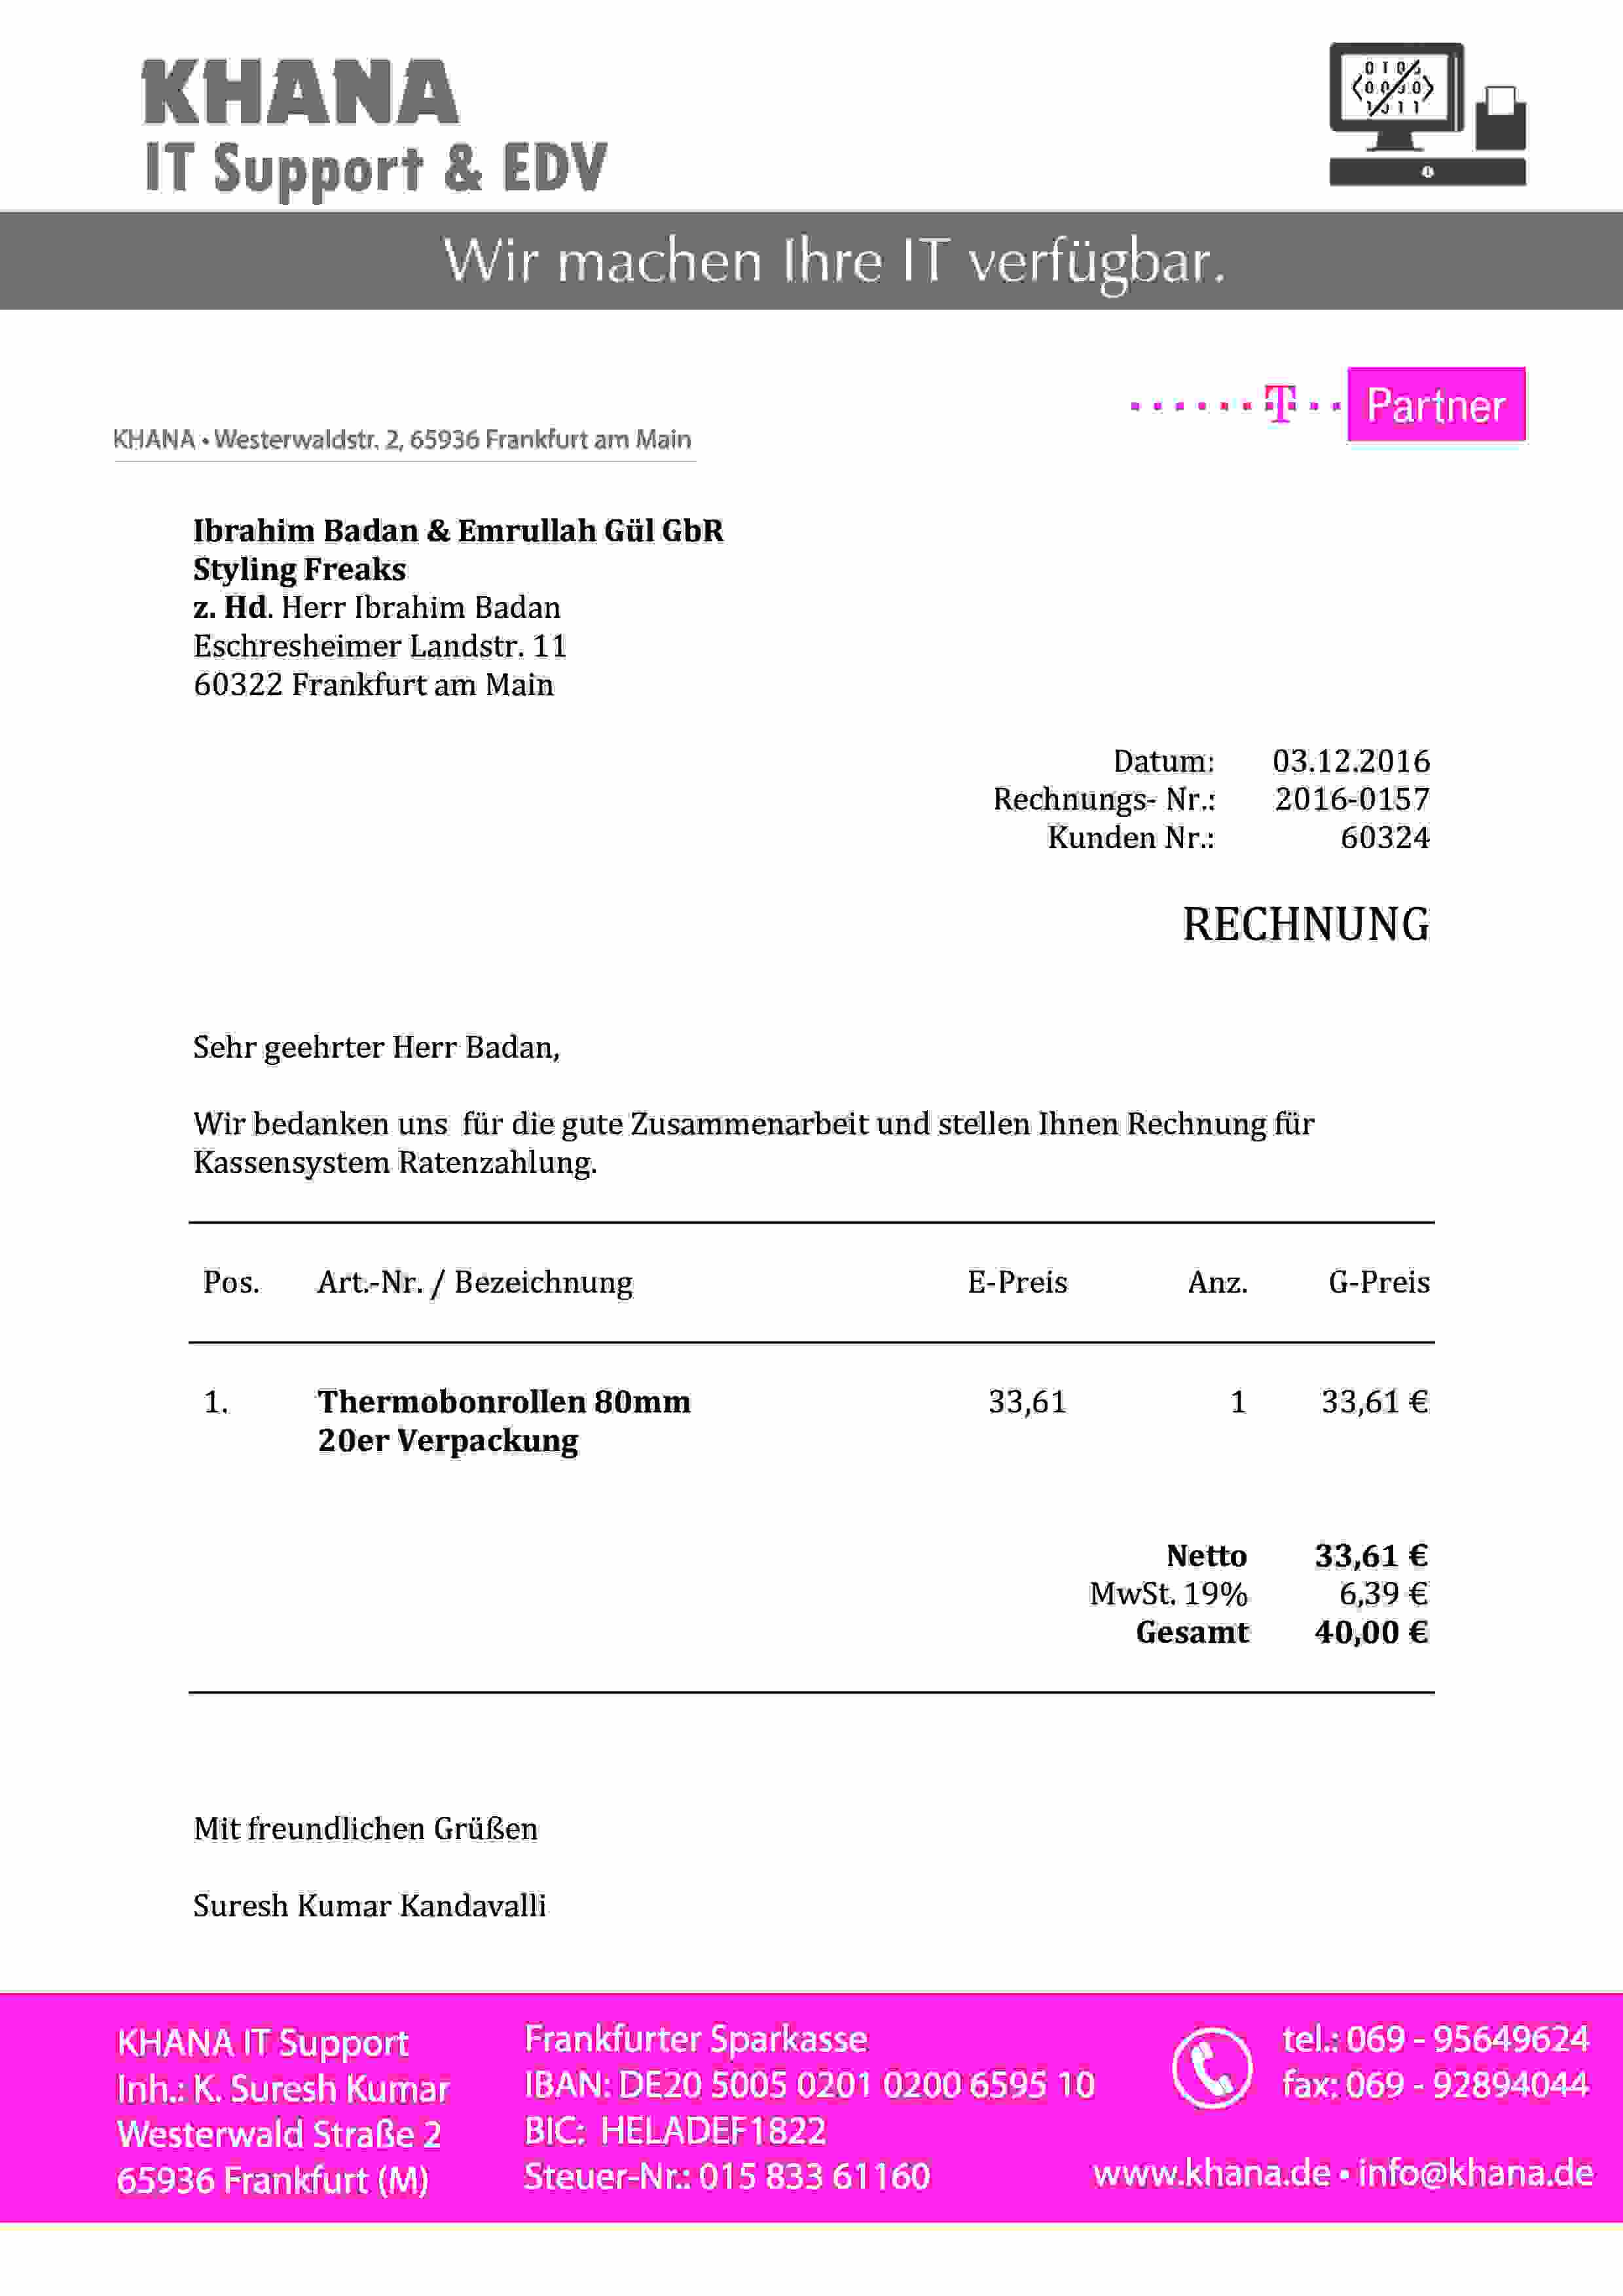 KHANA
IT Support & EDV
Wir machen Ihre IT verfügbar.
T Partner
KHANA • Westerwaldstr. 2, 65936 Frankfurt am Main
Ibrahim Badan & Emrullah Gül GbR
Styling Freaks
z. Hd. Herr Ibrahim Badan
Eschresheimer Landstr. 11
60322 Frankfurt am Main
Datum: 03.12.2016
Rechnungs- Nr.: 2016-0157
Kunden Nr.: 60324
RECHNUNG
Sehr geehrter Herr Badan,
Wir bedanken uns für die gute Zusammenarbeit und stellen Ihnen Rechnung für
Kassensystem Ratenzahlung.
Pos. Art.-Nr. / Bezeichnung E-Preis Anz. G-Preis
1. Thermobonrollen 80mm 33,61 1 33,61 €
20er Verpackung
Netto 33,61 €
MwSt. 19% 6,39 €
Gesamt 40,00 €
Mit freundlichen Grüßen
Suresh Kumar Kandavalli
KHANA IT Support
Inh.: K. Suresh Kumar
Westerwald Straße 2
65936 Frankfurt (M)
Frankfurter Sparkasse
IBAN: DE20 5005 0201 0200 6595 10
BIC: HELADEF1822
Steuer-Nr.: 015 833 61160
tel.: 069 - 95649624
fax: 069 - 92894044
www.khana.de • info@khana.de